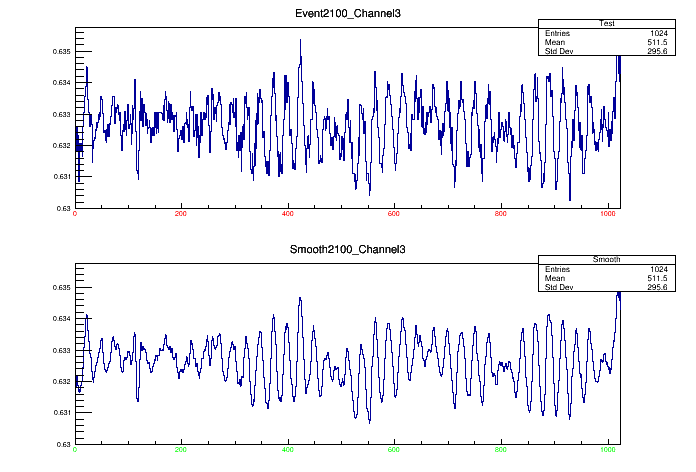 Event2100_Channel3
Test
Entries 1024
Mean 511.5
Std Dev 295.6
0.635
0.634
0.633
0.632
0.631
0.63
0 200 400 600 800 1000
Smooth2100_Channel3
Smooth
Entries 1024
Mean 511.5
Std Dev 295.6
0.635
0.634
0.633
0.632
0.631
0.63
0 200 400 600 800 1000